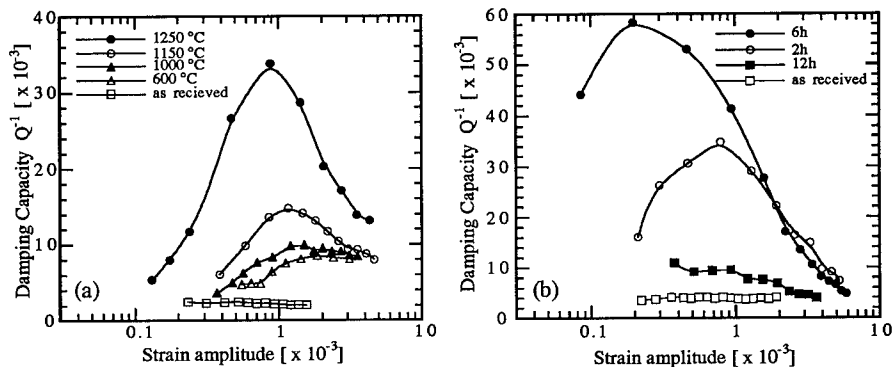 Damping Capacity Q⁻¹ [ x 10⁻³]
40
30
20
10
0
1250 °C
1150 °C
1000 °C
600 °C
as recieved
(a)
0.1
1
10
Strain amplitude [ x 10⁻³]
Damping Capacity Q⁻¹ [ x 10⁻³]
60
50
40
30
20
10
0
6h
2h
12h
as received
(b)
0.1
1
10
Strain amplitude [ x 10⁻³]